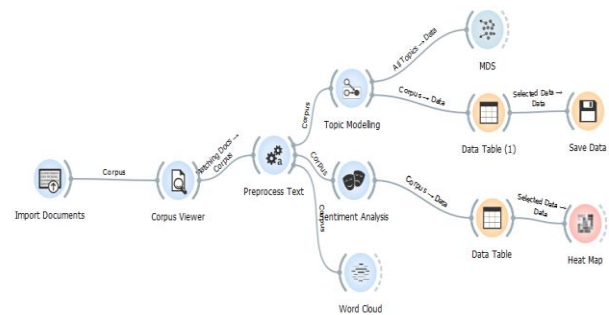 All Topics → Data
MDS
Corpus
Topic Modelling
Corpus → Data
Data Table (1)
Selected Data → Data
Save Data
Import Documents
Corpus
Corpus Viewer
Matching Docs → Corpus
Preprocess Text
Corpus
Sentiment Analysis
Corpus → Data
Data Table
Selected Data → Data
Heat Map
Corpus
Word Cloud